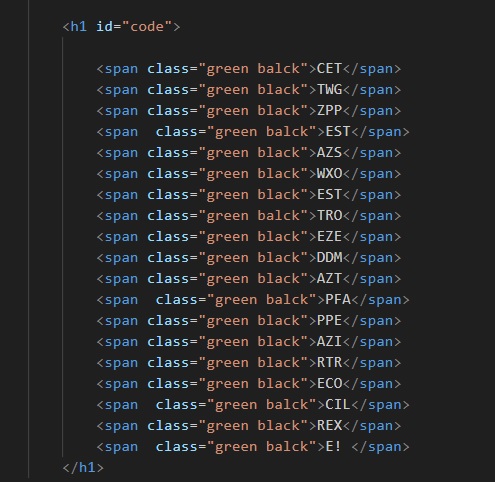 <h1 id="code">
<span class="green balck">CET</span>
<span class="green balck">TWG</span>
<span class="green balck">ZPP</span>
<span  class="green balck">EST</span>
<span class="green black">AZS</span>
<span class="green black">WXO</span>
<span class="green black">EST</span>
<span class="green black">TRO</span>
<span class="green black">EZE</span>
<span class="green black">DDM</span>
<span class="green black">AZT</span>
<span  class="green balck">PFA</span>
<span class="green black">PPE</span>
<span class="green black">AZI</span>
<span class="green black">RTR</span>
<span class="green black">ECO</span>
<span  class="green balck">CIL</span>
<span class="green black">REX</span>
<span  class="green balck">E! </span>
</h1>